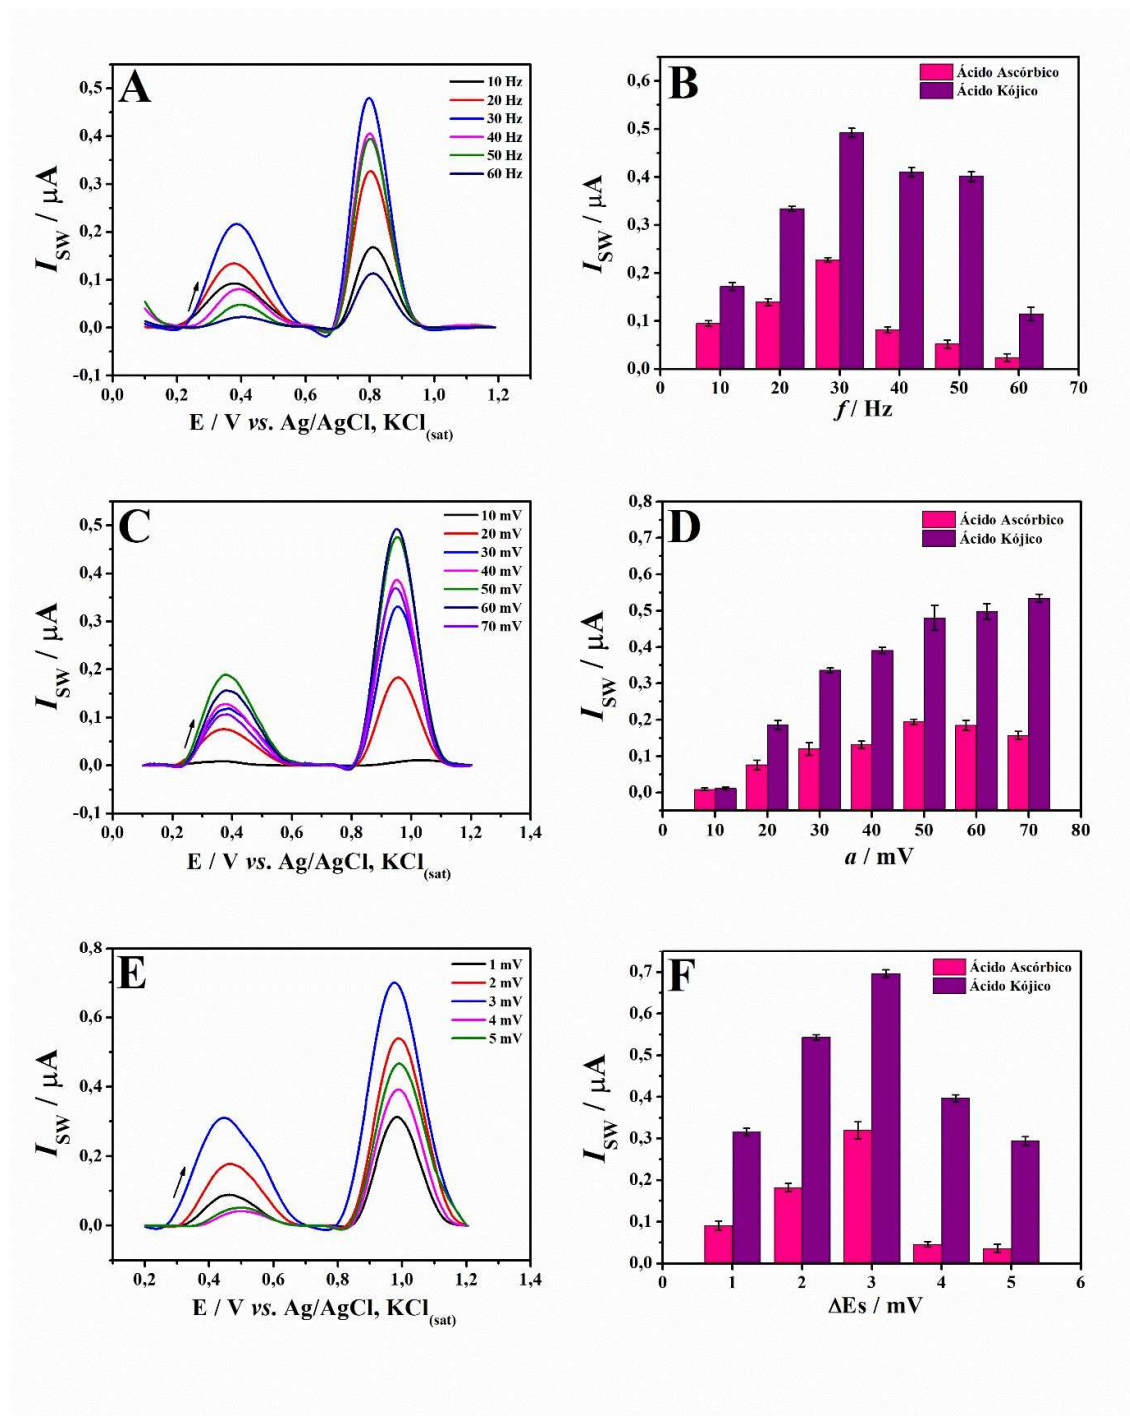 A
10 Hz
20 Hz
30 Hz
40 Hz
50 Hz
60 Hz
I_SW / µA
0,5
0,4
0,3
0,2
0,1
0,0
-0,1
0,0 0,2 0,4 0,6 0,8 1,0 1,2
E / V vs. Ag/AgCl, KCl(sat)
B
Ácido Ascórbico
Ácido Kójico
I_SW / µA
0,6
0,5
0,4
0,3
0,2
0,1
0,0
0 10 20 30 40 50 60 70
f / Hz
C
10 mV
20 mV
30 mV
40 mV
50 mV
60 mV
70 mV
I_SW / µA
0,5
0,4
0,3
0,2
0,1
0,0
-0,1
0,0 0,2 0,4 0,6 0,8 1,0 1,2 1,4
E / V vs. Ag/AgCl, KCl(sat)
D
Ácido Ascórbico
Ácido Kójico
I_SW / µA
0,8
0,7
0,6
0,5
0,4
0,3
0,2
0,1
0,0
0 10 20 30 40 50 60 70 80
a / mV
E
1 mV
2 mV
3 mV
4 mV
5 mV
I_SW / µA
0,8
0,6
0,4
0,2
0,0
0,2 0,4 0,6 0,8 1,0 1,2 1,4
E / V vs. Ag/AgCl, KCl(sat)
F
Ácido Ascórbico
Ácido Kójico
I_SW / µA
0,7
0,6
0,5
0,4
0,3
0,2
0,1
0,0
0 1 2 3 4 5 6
ΔEs / mV